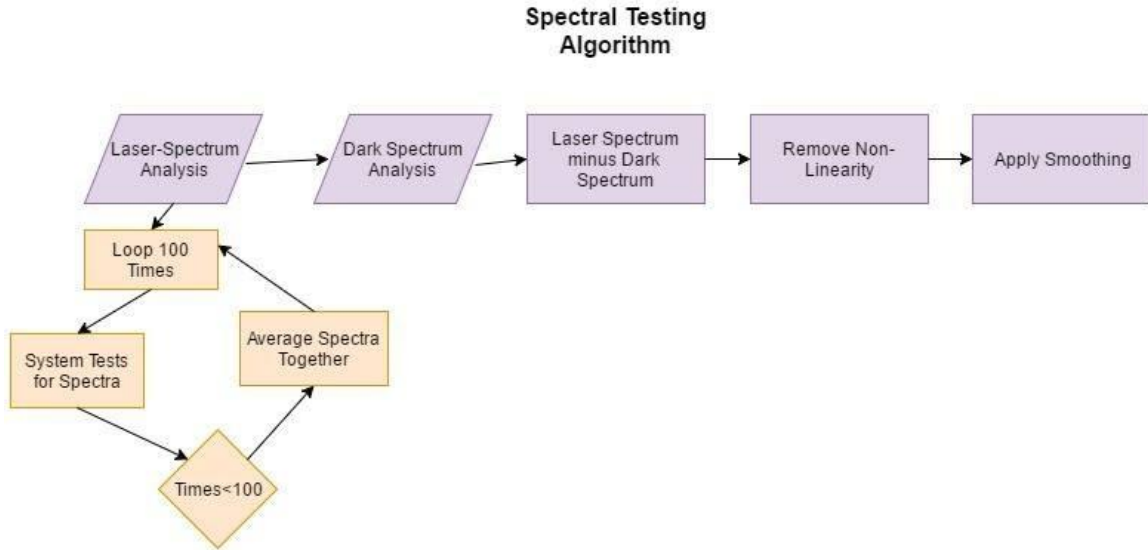 Spectral Testing
Algorithm
Laser-Spectrum
Analysis
Dark Spectrum
Analysis
Laser Spectrum
minus Dark
Spectrum
Remove Non-
Linearity
Apply Smoothing
Loop 100
Times
System Tests
for Spectra
Average Spectra
Together
Times<100